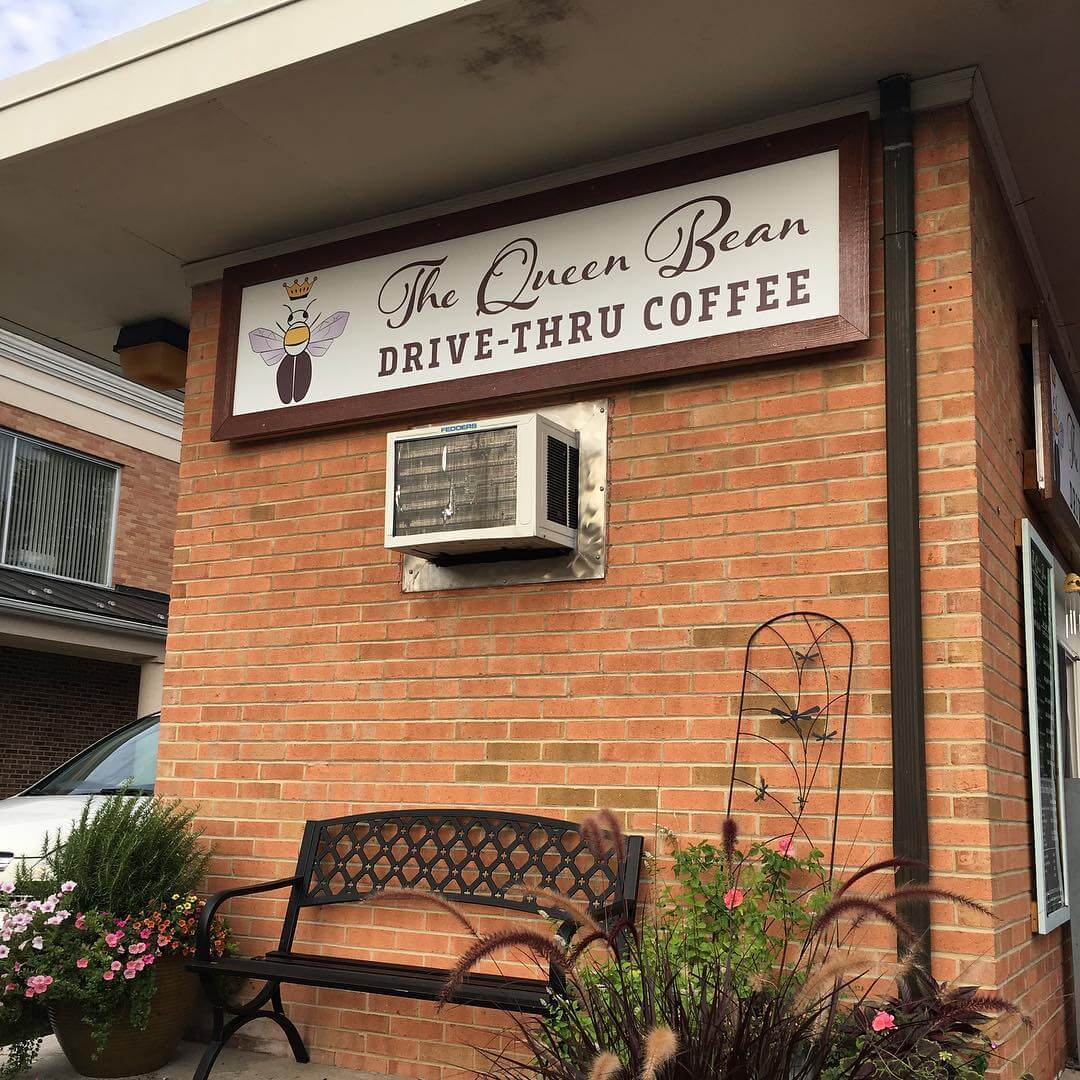 The Queen Bean
DRIVE-THRU COFFEE
FEDDERS